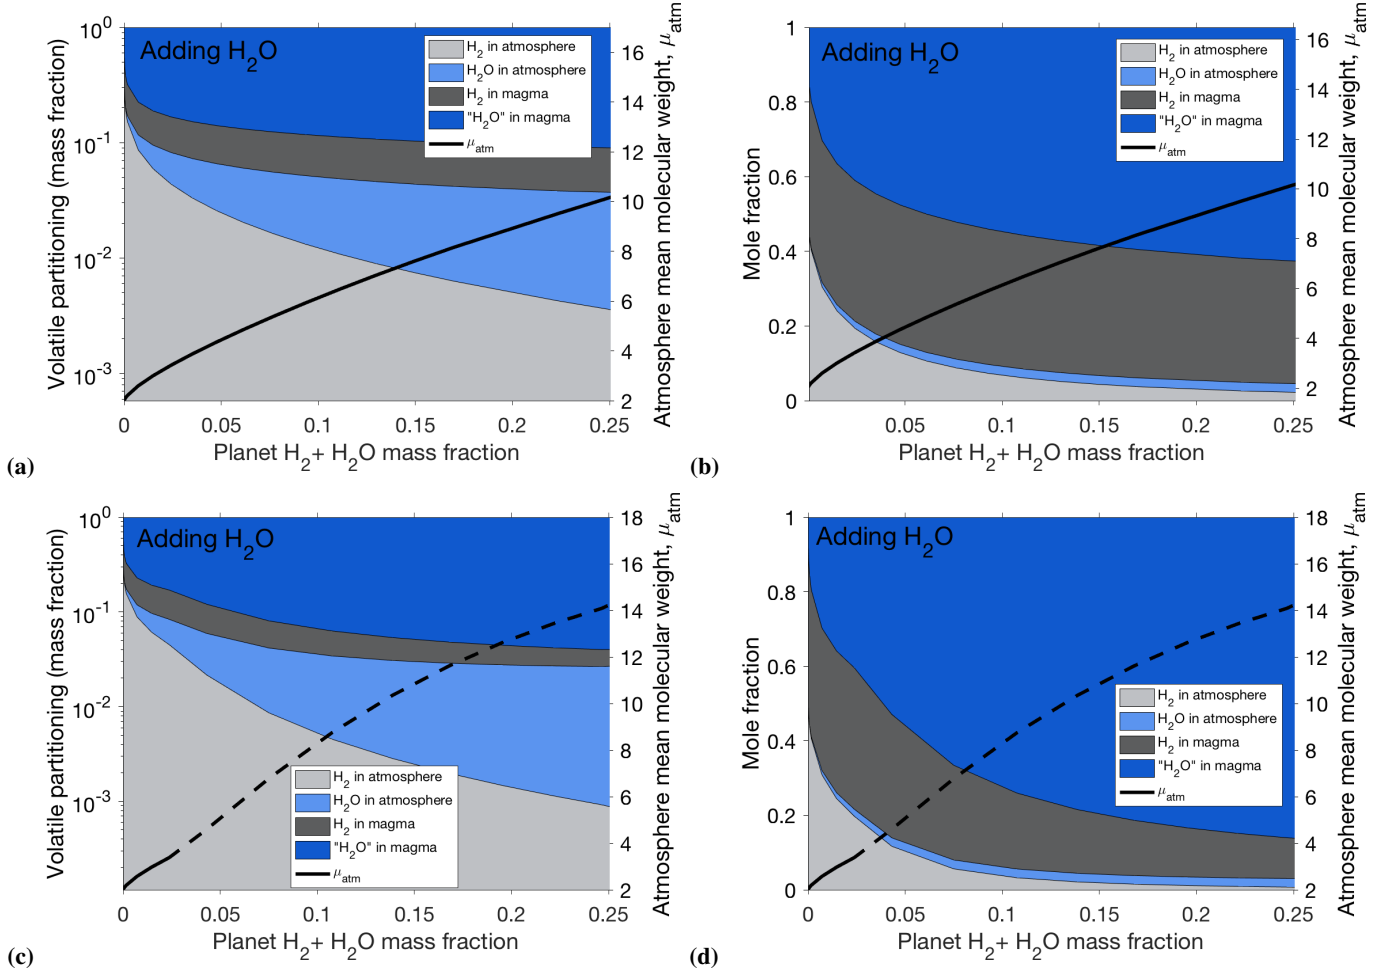 Adding H2O
H2 in atmosphere
H2O in atmosphere
H2 in magma
"H2O" in magma
μatm
10^0
10^-1
10^-2
10^-3
Volatile partitioning (mass fraction)
16
14
12
10
8
6
4
2
Atmosphere mean molecular weight, μatm
0 0.05 0.1 0.15 0.2 0.25
Planet H2+ H2O mass fraction
(a)
Adding H2O
H2 in atmosphere
H2O in atmosphere
H2 in magma
"H2O" in magma
μatm
1
0.8
0.6
0.4
0.2
0
Mole fraction
16
14
12
10
8
6
4
2
Atmosphere mean molecular weight, μatm
0.05 0.1 0.15 0.2 0.25
Planet H2+ H2O mass fraction
(b)
Adding H2O
10^0
10^-1
10^-2
10^-3
Volatile partitioning (mass fraction)
H2 in atmosphere
H2O in atmosphere
H2 in magma
"H2O" in magma
μatm
18
16
14
12
10
8
6
4
2
Atmosphere mean molecular weight, μatm
0 0.05 0.1 0.15 0.2 0.25
Planet H2+ H2O mass fraction
(c)
Adding H2O
1
0.8
0.6
0.4
0.2
0
Mole fraction
H2 in atmosphere
H2O in atmosphere
H2 in magma
"H2O" in magma
μatm
18
16
14
12
10
8
6
4
2
Atmosphere mean molecular weight, μatm
0 0.05 0.1 0.15 0.2 0.25
Planet H2+ H2O mass fraction
(d)